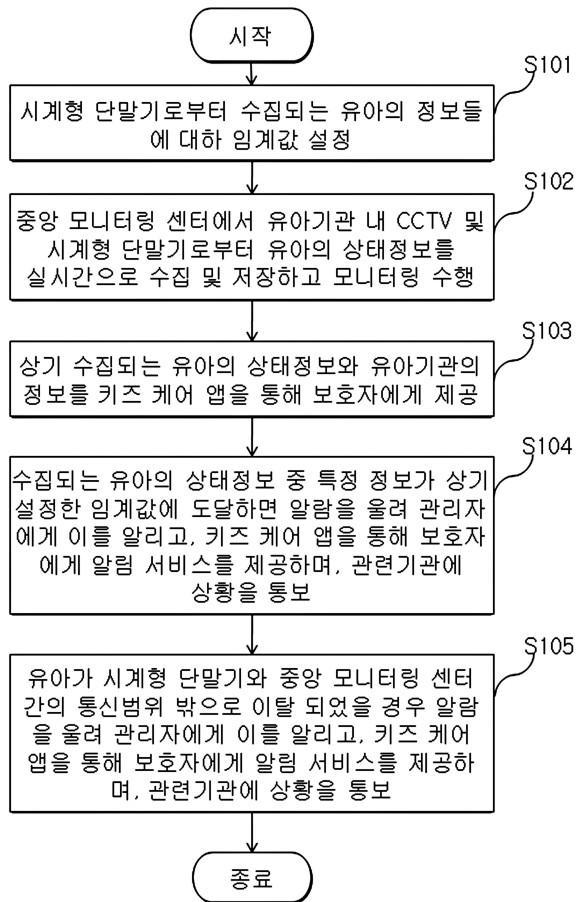 시작
S101
시계형 단말기로부터 수집되는 유아의 정보들
에 대하 임계값 설정
S102
중앙 모니터링 센터에서 유아기관 내 CCTV 및
시계형 단말기로부터 유아의 상태정보를
실시간으로 수집 및 저장하고 모니터링 수행
S103
상기 수집되는 유아의 상태정보와 유아기관의
정보를 키즈 케어 앱을 통해 보호자에게 제공
S104
수집되는 유아의 상태정보 중 특정 정보가 상기
설정한 임계값에 도달하면 알람을 울려 관리자
에게 이를 알리고, 키즈 케어 앱을 통해 보호자
에게 알림 서비스를 제공하며, 관련기관에
상황을 통보
S105
유아가 시계형 단말기와 중앙 모니터링 센터
간의 통신범위 밖으로 이탈 되었을 경우 알람
을 울려 관리자에게 이를 알리고, 키즈 케어
앱을 통해 보호자에게 알림 서비스를 제공하
며, 관련기관에 상황을 통보
종료